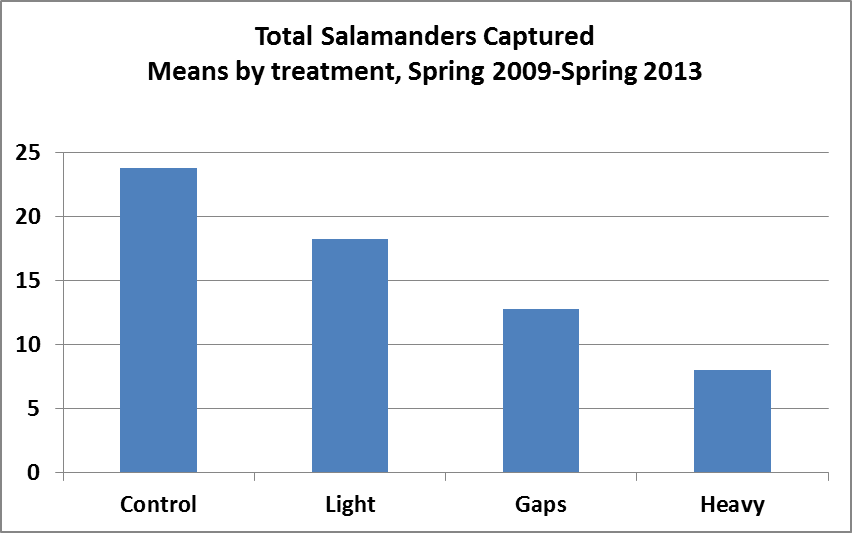 Total Salamanders Captured
Means by treatment, Spring 2009-Spring 2013
25
20
15
10
5
0
Control Light Gaps Heavy